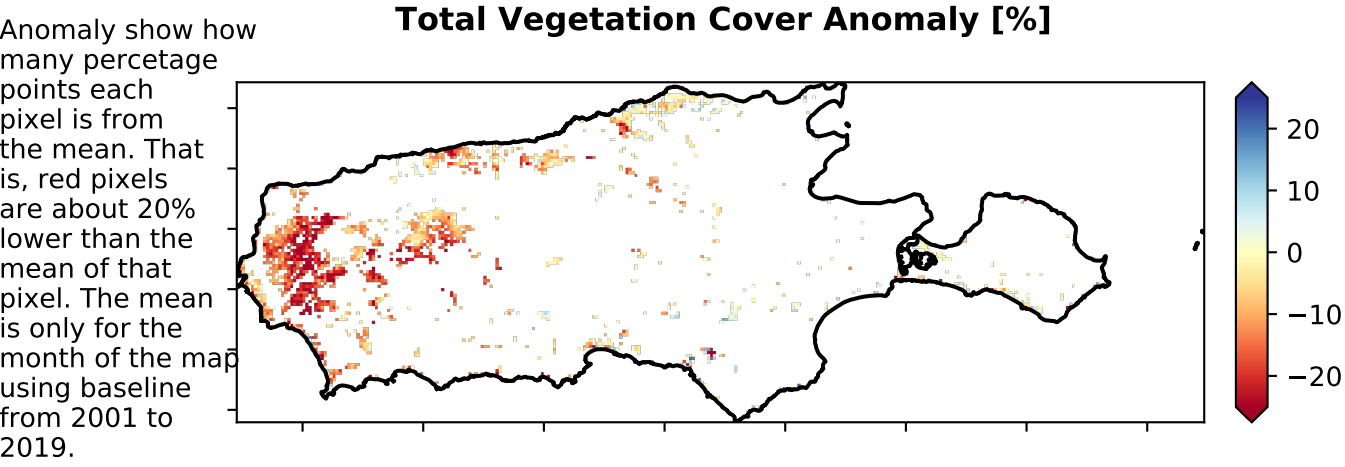 Total Vegetation Cover Anomaly [%]
Anomaly show how
many percetage
points each
pixel is from
the mean. That
is, red pixels
are about 20%
lower than the
mean of that
pixel. The mean
is only for the
month of the map
using baseline
from 2001 to
2019.
20
10
0
−10
−20